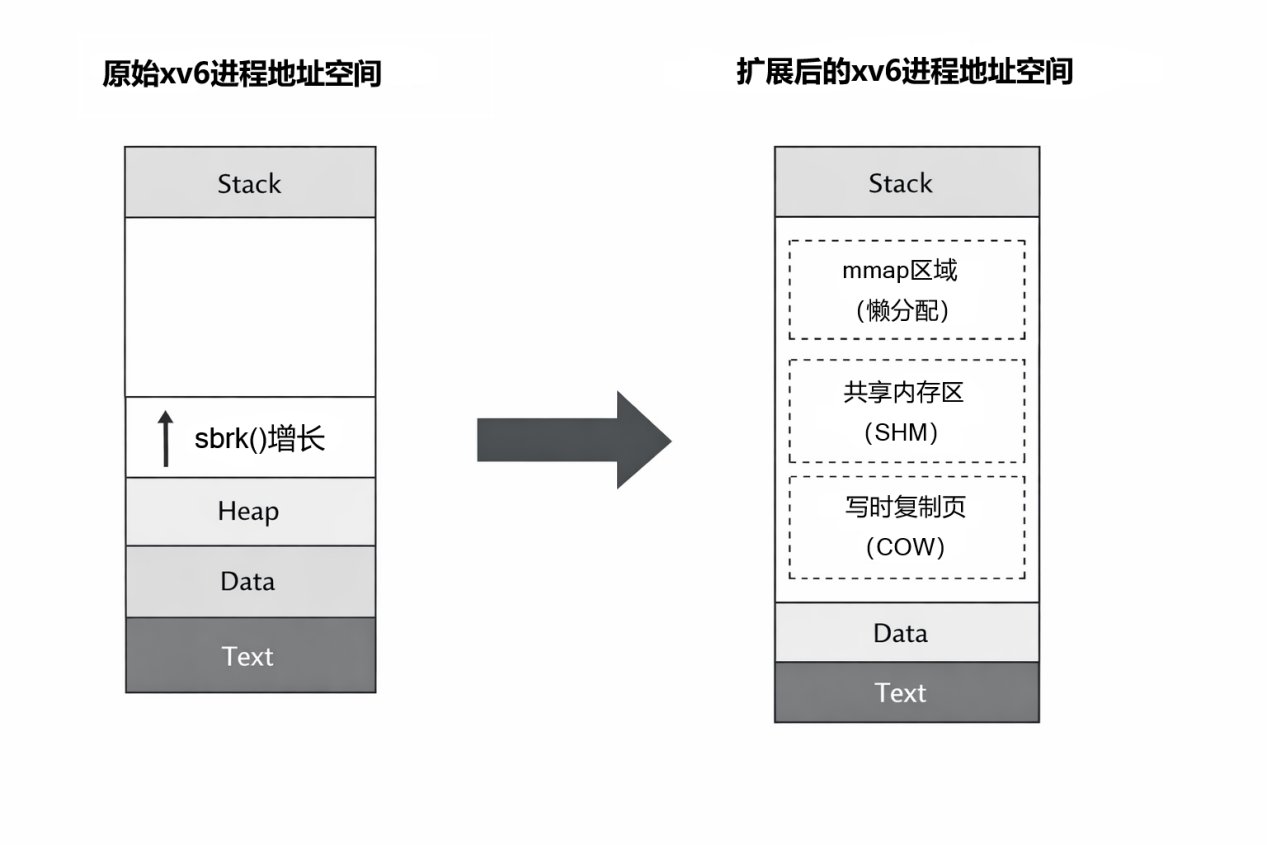 原始xv6进程地址空间
Stack
sbrk()增长
Heap
Data
Text
扩展后的xv6进程地址空间
Stack
mmap区域
(懒分配)
共享内存区
(SHM)
写时复制页
(COW)
Data
Text